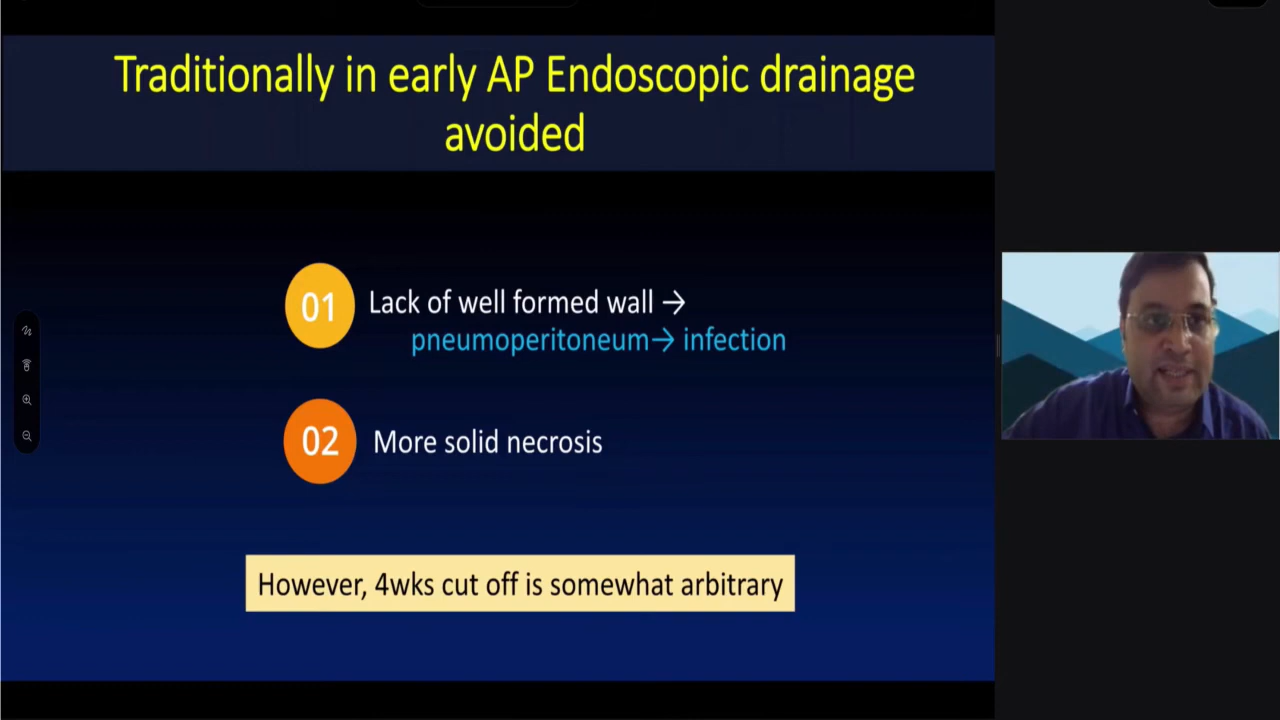 Traditionally in early AP Endoscopic drainage
avoided
01
Lack of well formed wall →
pneumoperitoneum→ infection
02
More solid necrosis
However, 4wks cut off is somewhat arbitrary